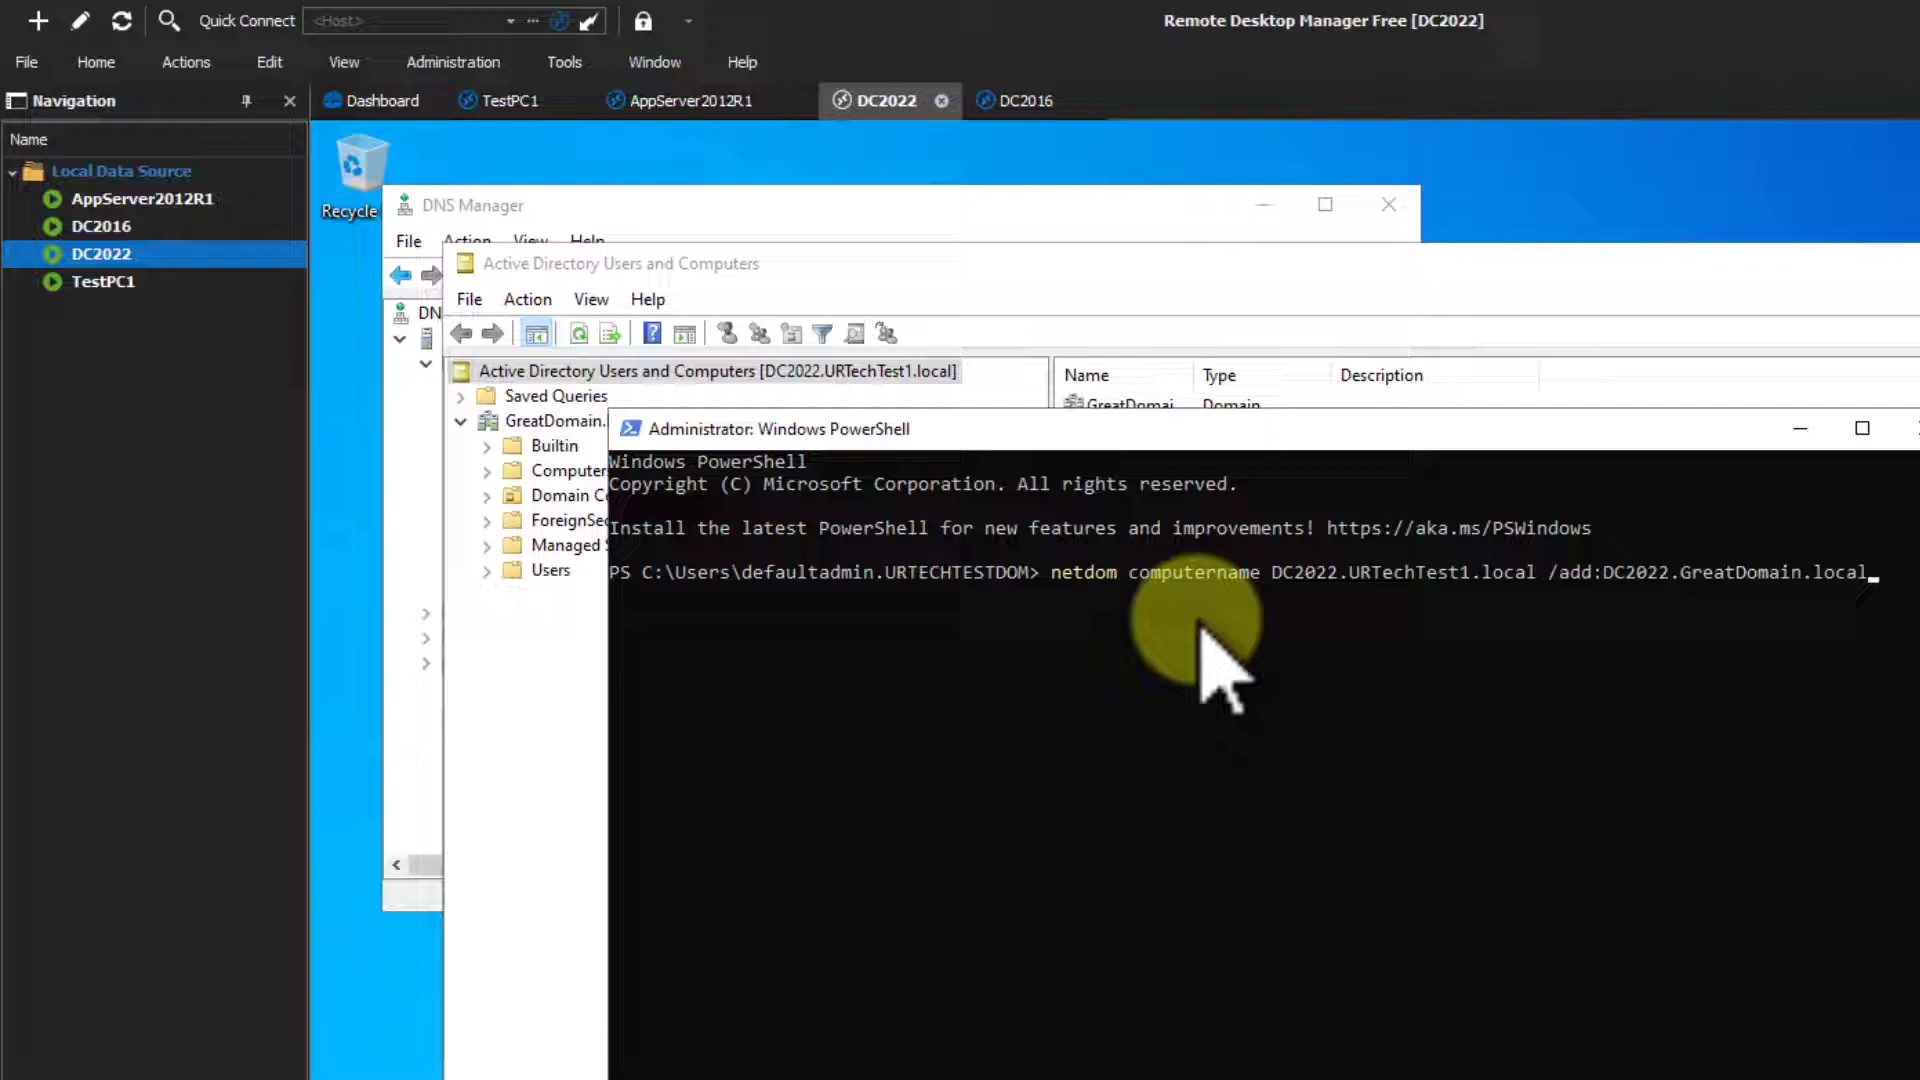 Quick Connect <Host>
Remote Desktop Manager Free [DC2022]
File Home Actions Edit View Administration Tools Window Help
Navigation
Dashboard TestPC1 AppServer2012R1 DC2022 DC2016
Name
Local Data Source
AppServer2012R1
DC2016
DC2022
TestPC1
Recycle
DNS Manager
File Action View Help
DN
Active Directory Users and Computers
File Action View Help
Active Directory Users and Computers [DC2022.URTechTest1.local]
Saved Queries
GreatDomain.
Builtin
Computer
Domain C
ForeignSe
Managed
Users
Name Type Description
GreatDomai Domain
Administrator: Windows PowerShell
Windows PowerShell
Copyright (C) Microsoft Corporation. All rights reserved.
Install the latest PowerShell for new features and improvements! https://aka.ms/PSWindows
PS C:\Users\defaultadmin.URTECHTESTDOM> netdom computername DC2022.URTechTest1.local /add:DC2022.GreatDomain.local